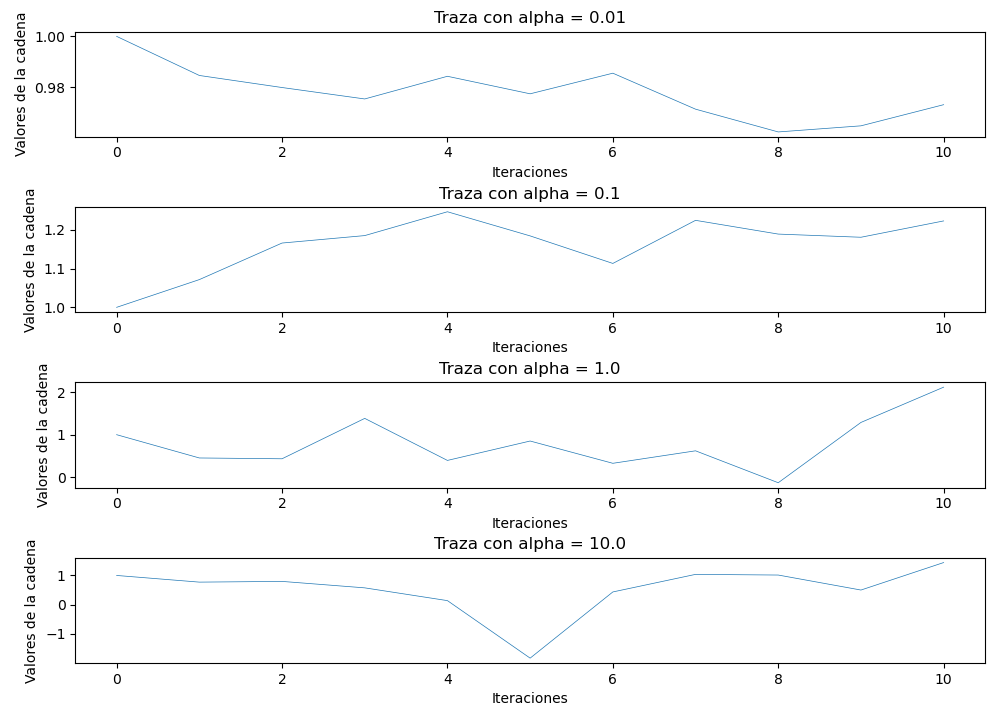 Traza con alpha = 0.01
Valores de la cadena
1.00
0.98
0 2 4 6 8 10
Iteraciones
Traza con alpha = 0.1
Valores de la cadena
1.2
1.1
1.0
0 2 4 6 8 10
Iteraciones
Traza con alpha = 1.0
Valores de la cadena
2
1
0
0 2 4 6 8 10
Iteraciones
Traza con alpha = 10.0
Valores de la cadena
1
0
−1
0 2 4 6 8 10
Iteraciones